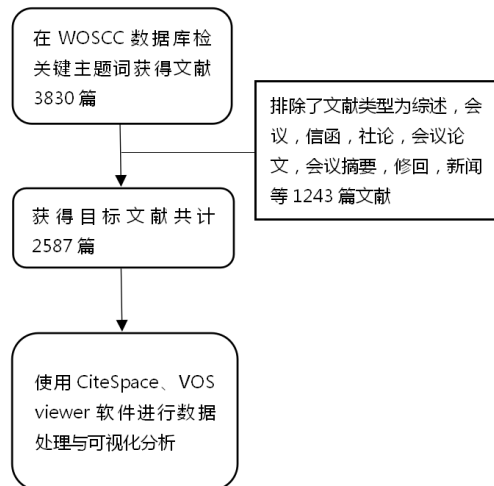 在 WOSCC 数据库检
关键主题词获得文献
3830 篇
排除了文献类型为综述，会
议，信函，社论，会议论
文，会议摘要，修回，新闻
等 1243 篇文献
获得目标文献共计
2587 篇
使用 CiteSpace、VOS
viewer 软件进行数据
处理与可视化分析